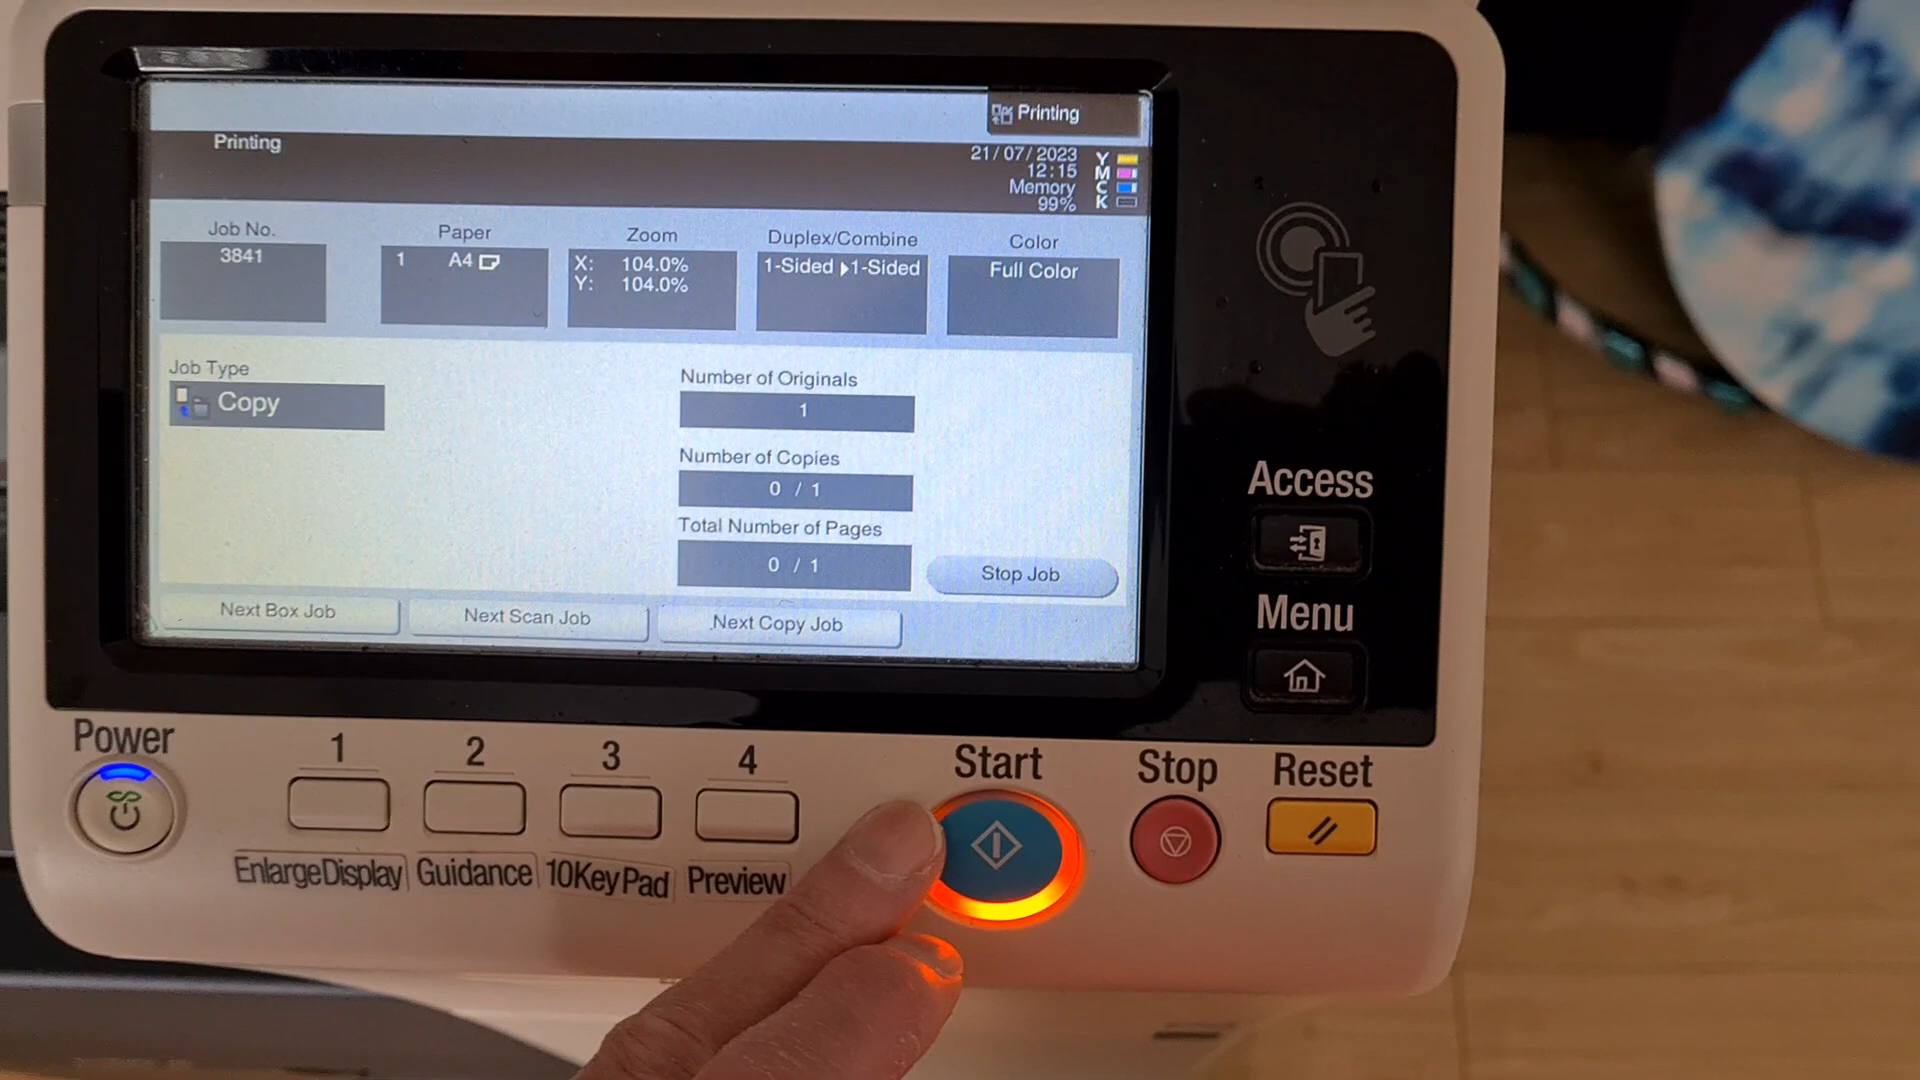 Printing
Printing
21/07/2023
12:15
Memory
99%
Y
M
C
K
Job No.
3841
Paper
1 A4
Zoom
X: 104.0%
Y: 104.0%
Duplex/Combine
1-Sided ▶1-Sided
Color
Full Color
Job Type
Copy
Number of Originals
1
Number of Copies
0 / 1
Total Number of Pages
0 / 1
Stop Job
Next Box Job
Next Scan Job
Next Copy Job
Access
Menu
Power
1
2
3
4
Start
Stop
Reset
EnlargeDisplay
Guidance
10KeyPad
Preview